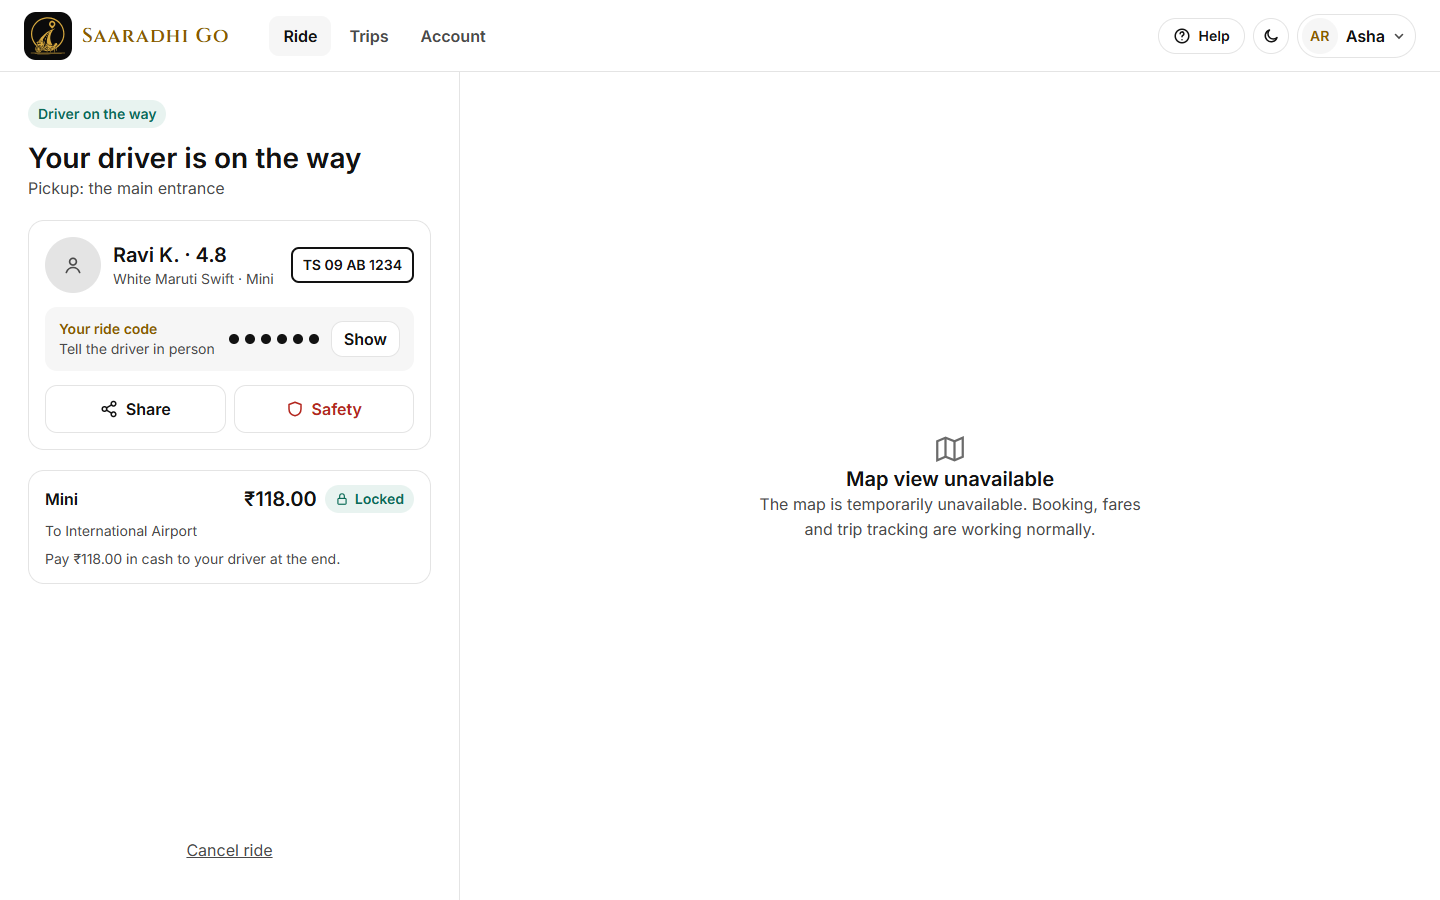 SAARADHI GO
Ride
Trips
Account
Help
AR
Asha
Driver on the way
Your driver is on the way
Pickup: the main entrance
Ravi K. · 4.8
White Maruti Swift · Mini
TS 09 AB 1234
Your ride code
Tell the driver in person
●●●●●●
Show
Share
Safety
Mini
₹118.00
Locked
To International Airport
Pay ₹118.00 in cash to your driver at the end.
Cancel ride
Map view unavailable
The map is temporarily unavailable. Booking, fares
and trip tracking are working normally.